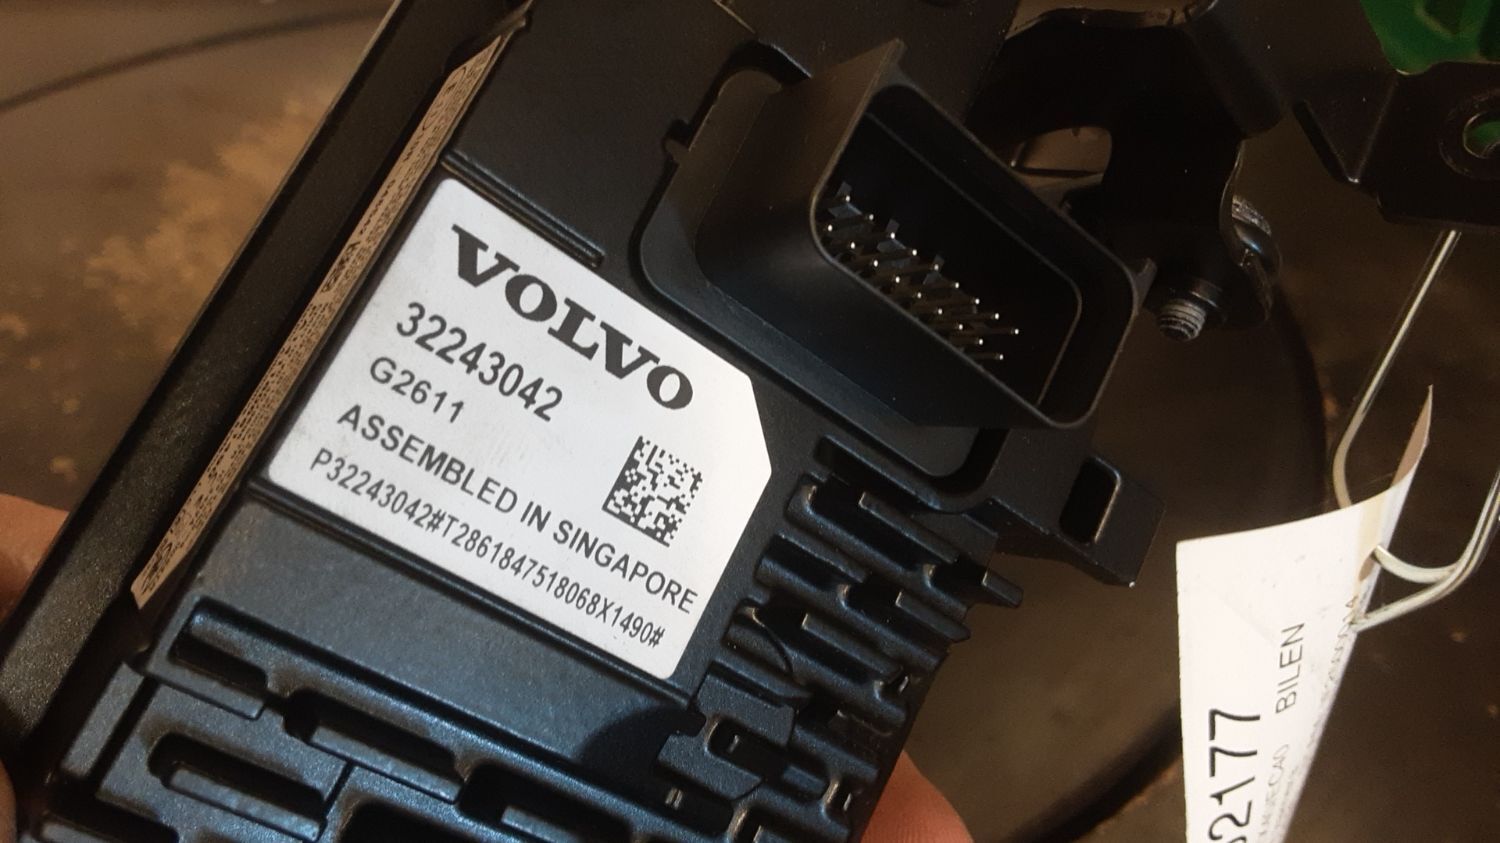 VOLVO
32243042
G2611
ASSEMBLED IN SINGAPORE
P32243042#T2861847518068X1490#
2177
BILEN